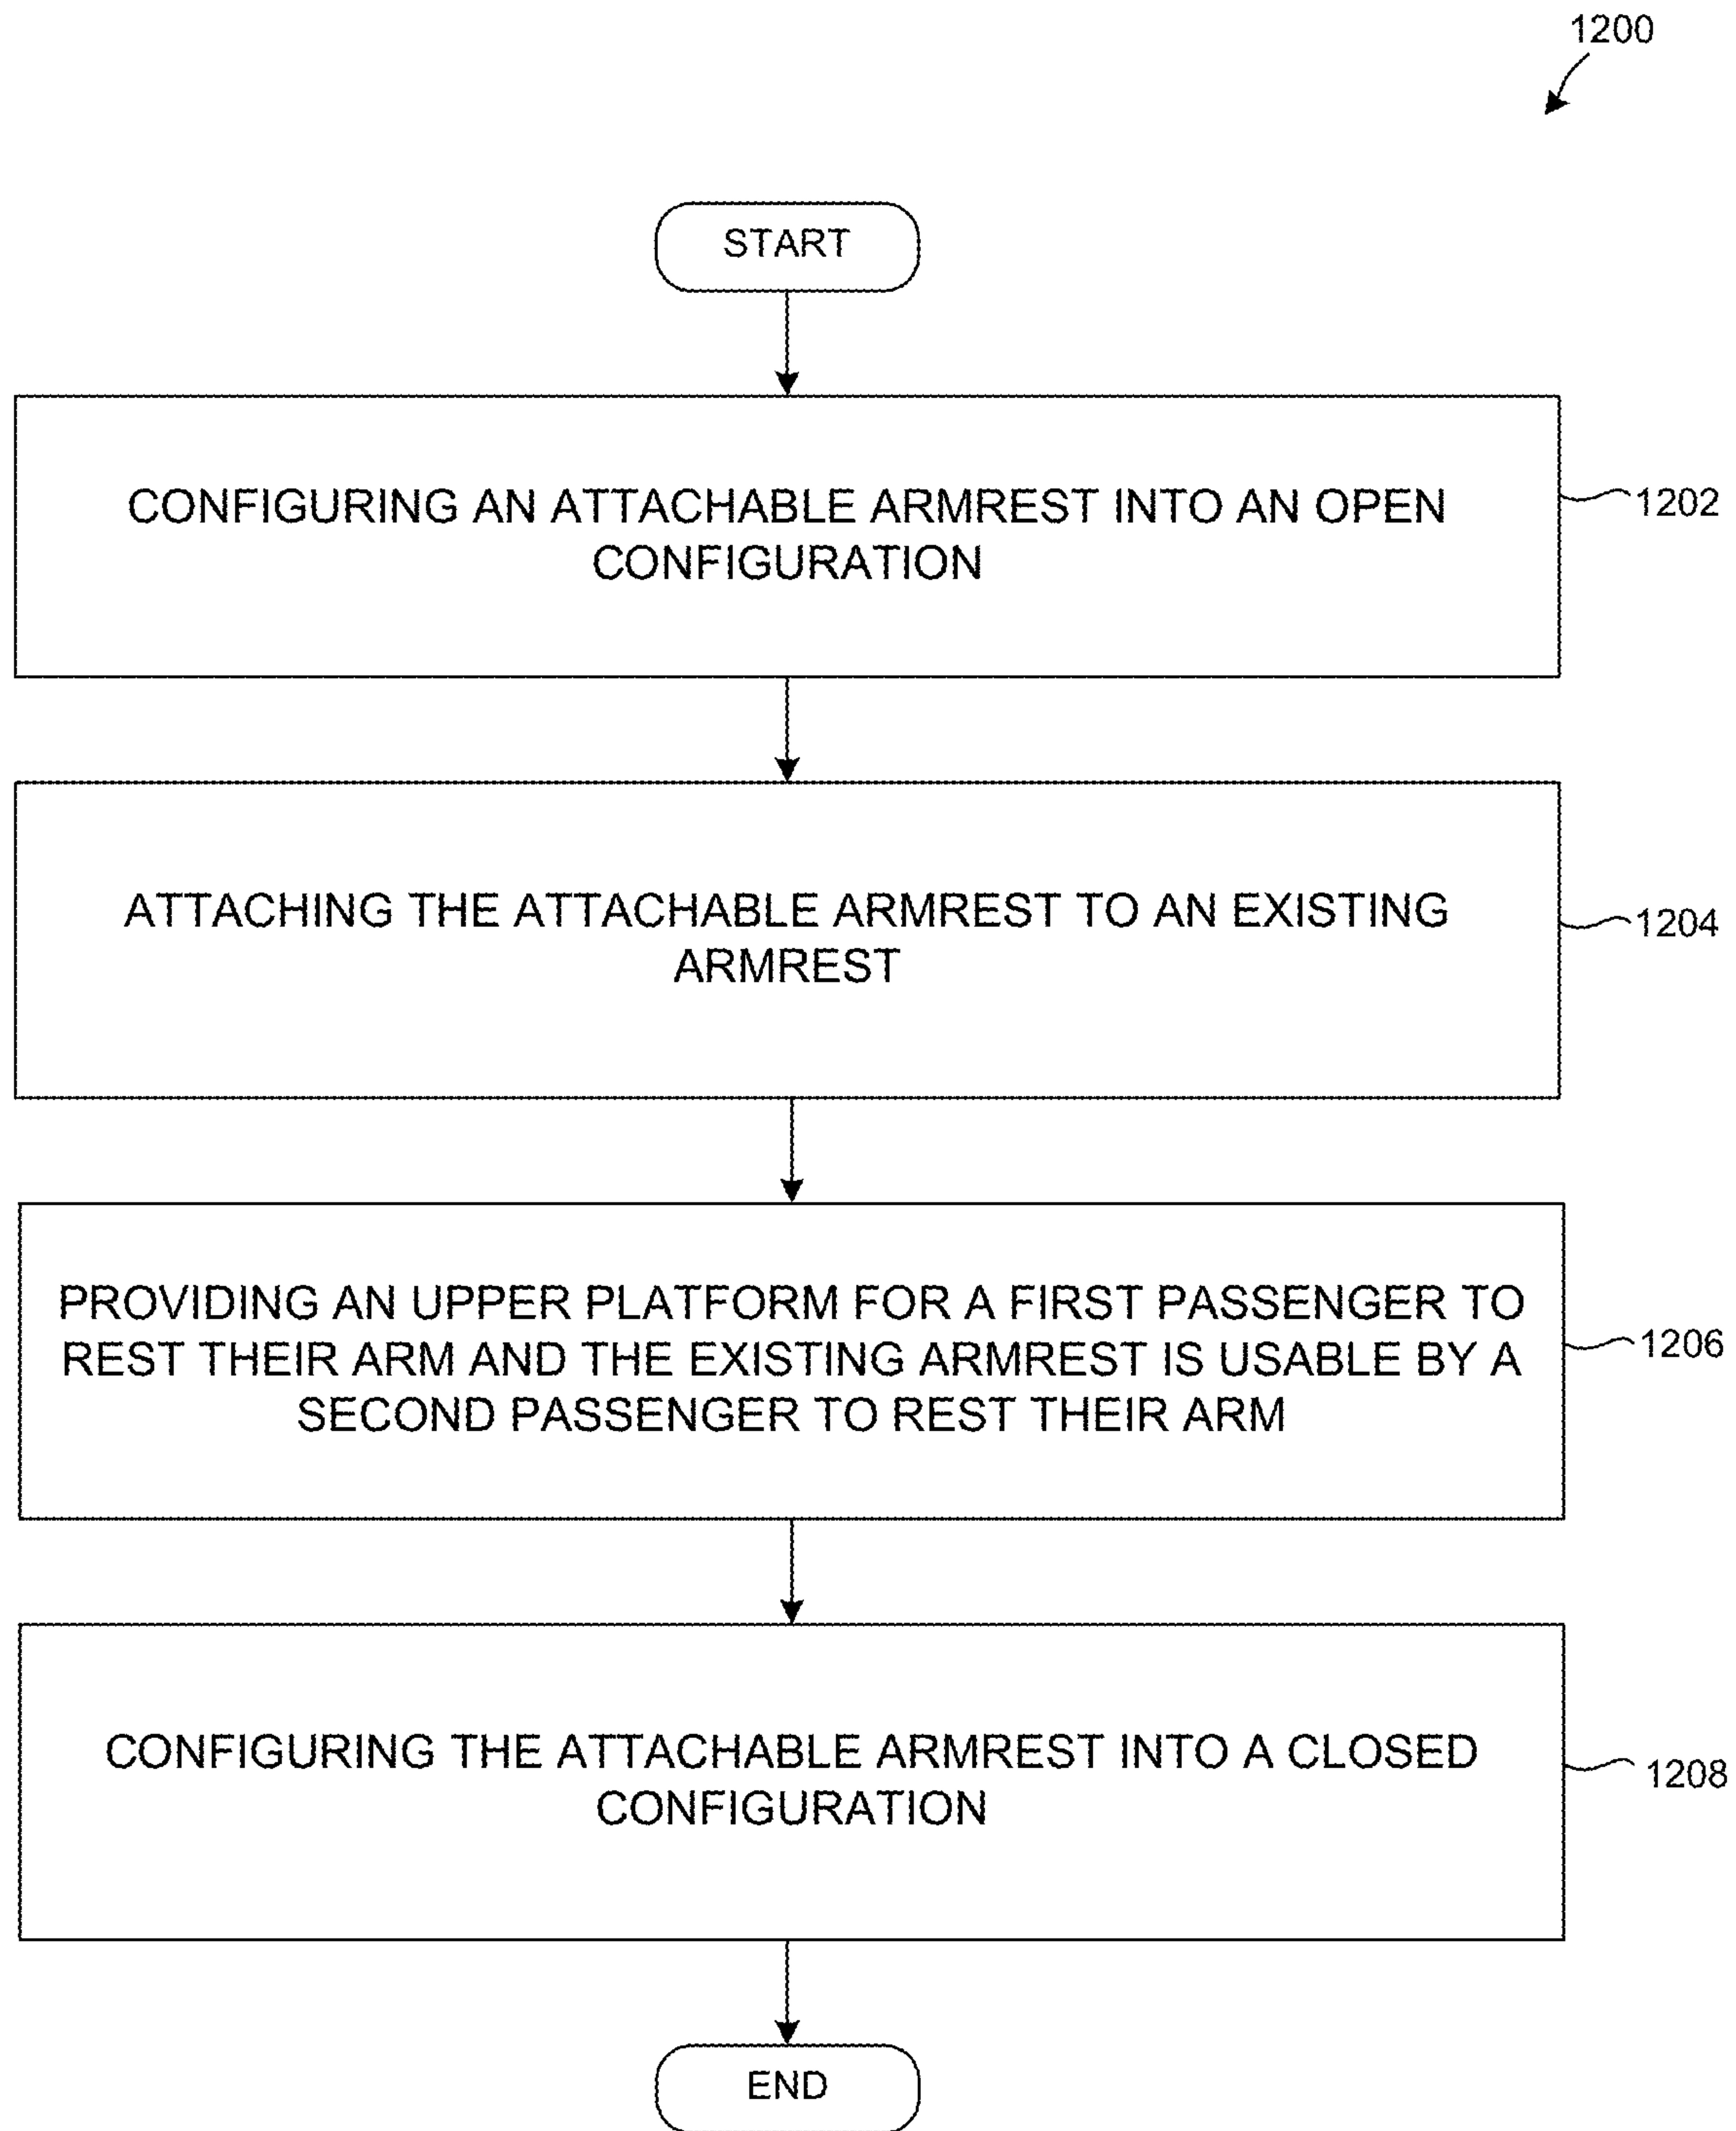 1200
START
CONFIGURING AN ATTACHABLE ARMREST INTO AN OPEN
CONFIGURATION
1202
ATTACHING THE ATTACHABLE ARMREST TO AN EXISTING
ARMREST
1204
PROVIDING AN UPPER PLATFORM FOR A FIRST PASSENGER TO
REST THEIR ARM AND THE EXISTING ARMREST IS USABLE BY A
SECOND PASSENGER TO REST THEIR ARM
1206
CONFIGURING THE ATTACHABLE ARMREST INTO A CLOSED
CONFIGURATION
1208
END